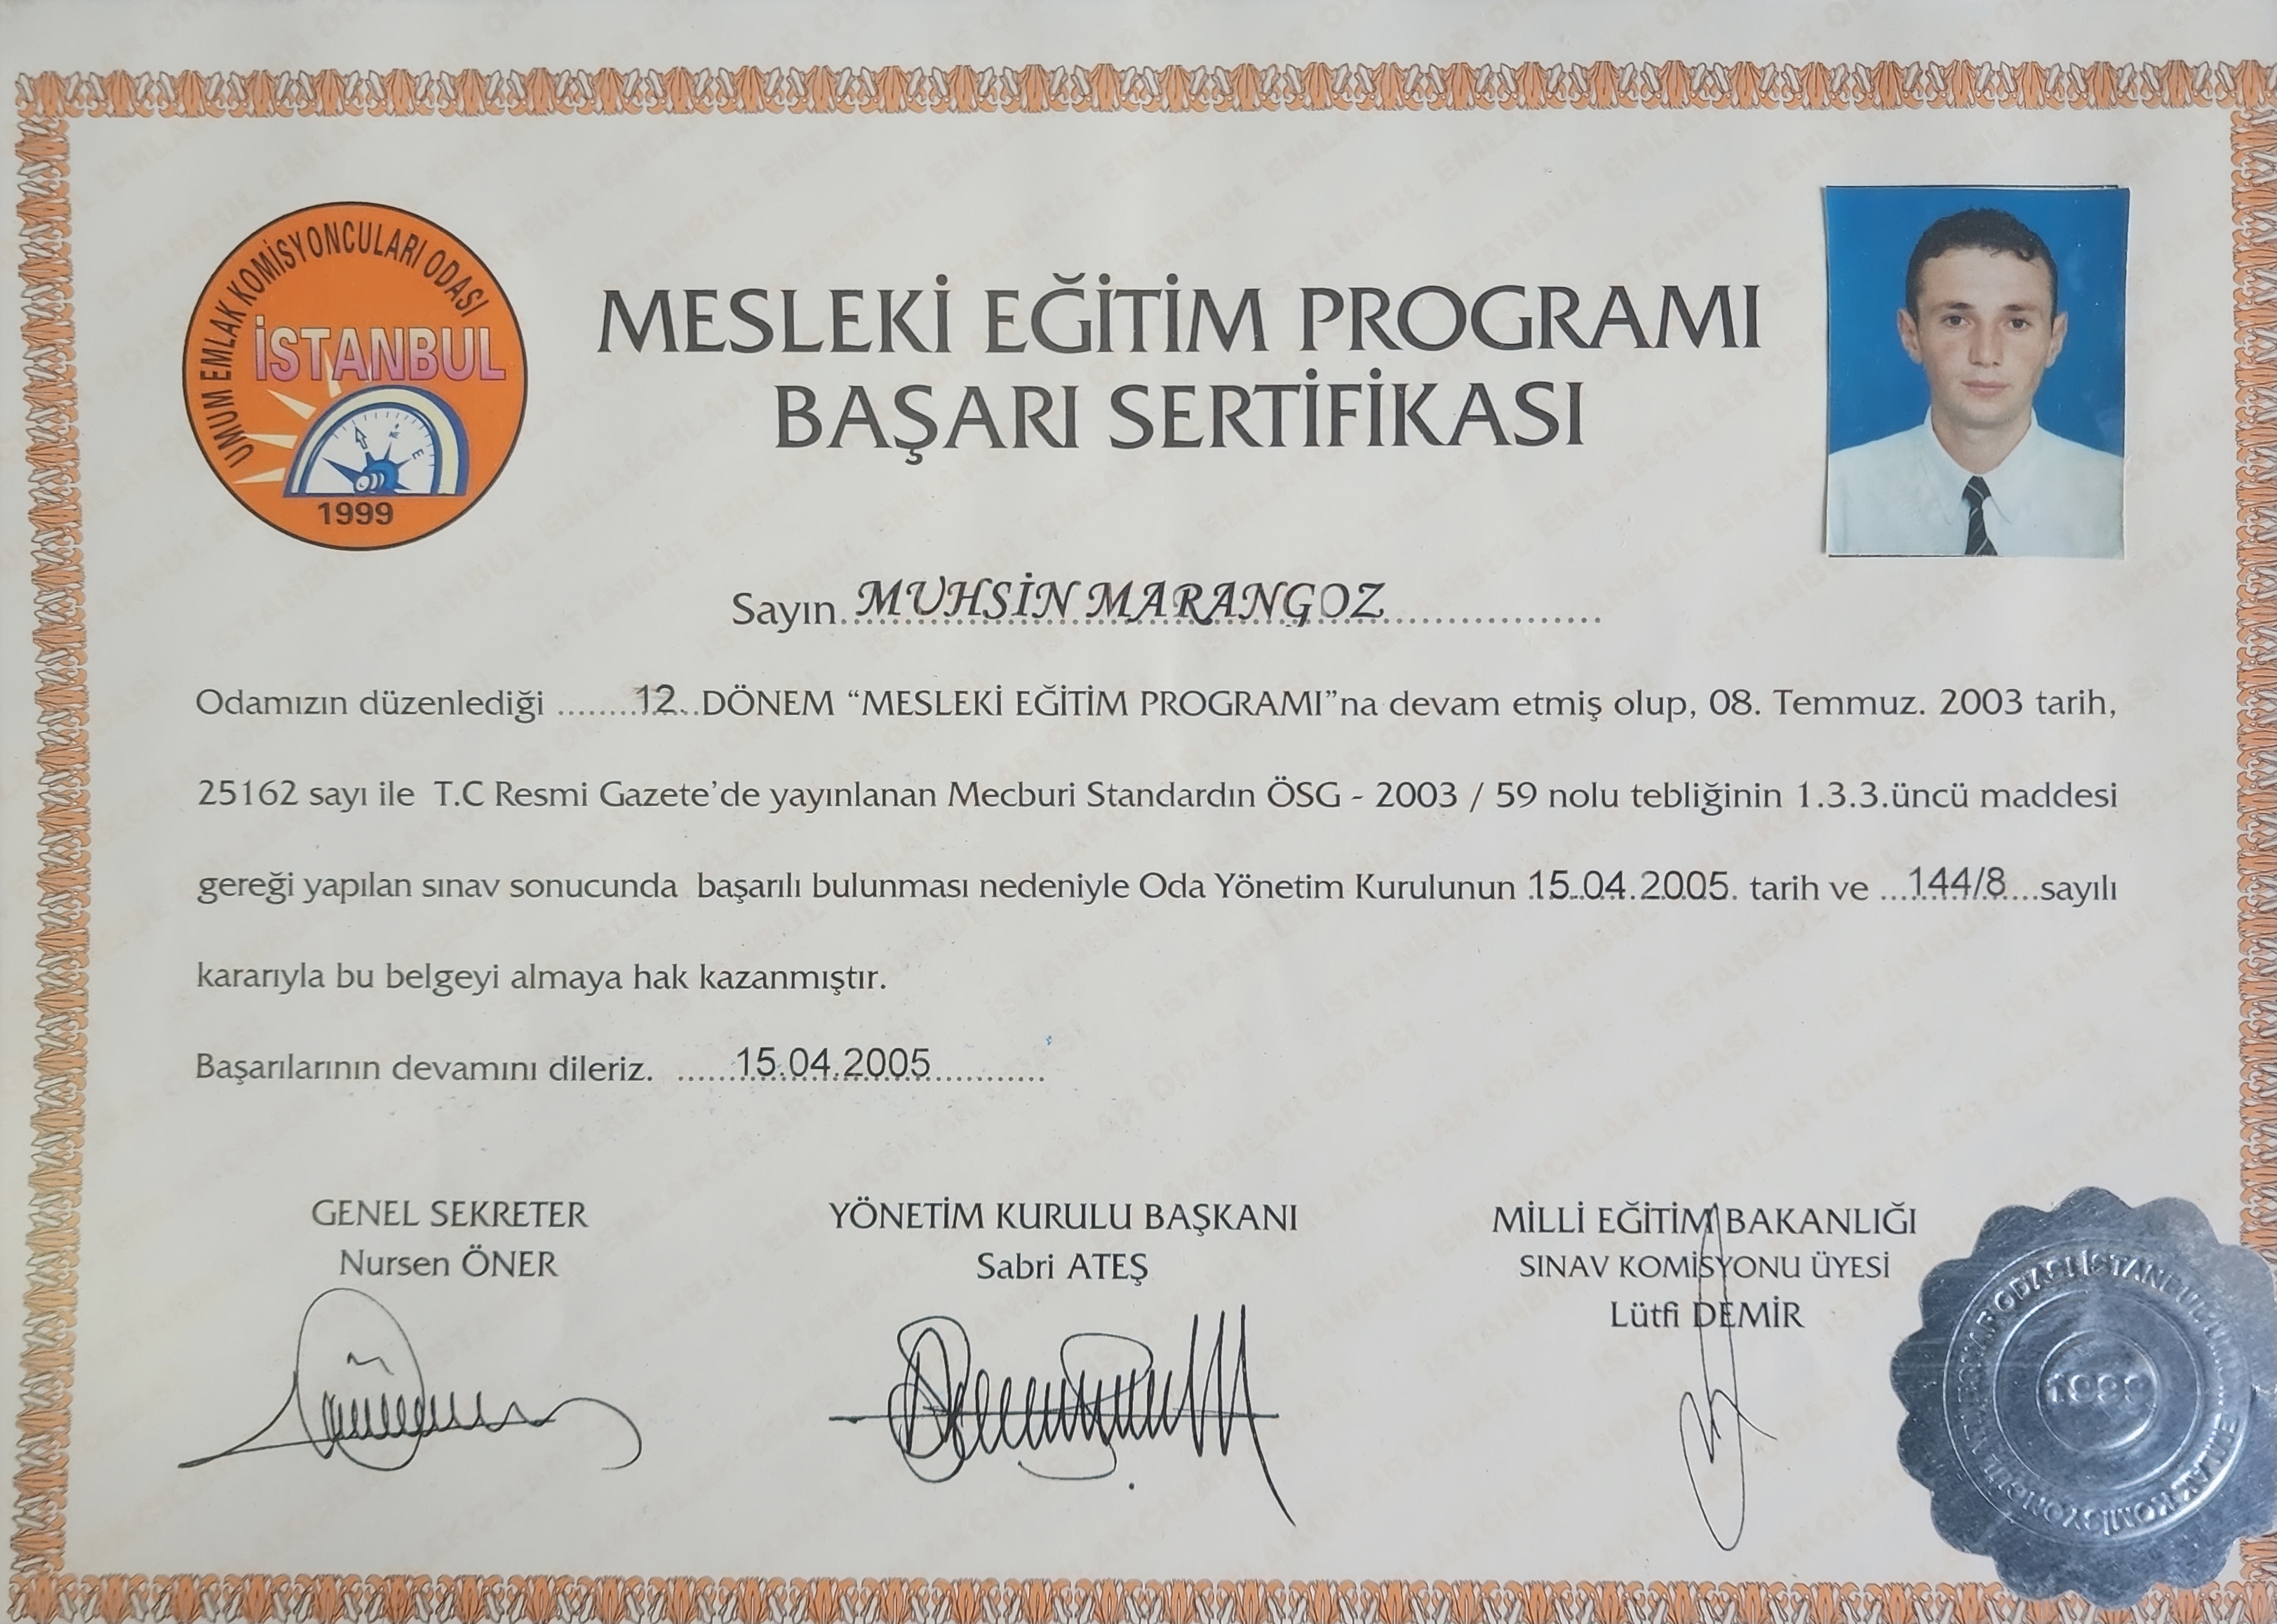 UMUM EMLAK KOMİSYONCULARI ODASI
İSTANBUL
NE
E
1999
MESLEKİ EĞİTİM PROGRAMI
BAŞARI SERTİFİKASI
Sayın MUHSİN MARANGOZ
Odamızın düzenlediği ........12...DÖNEM “MESLEKİ EĞİTİM PROGRAMI”na devam etmiş olup, 08. Temmuz. 2003 tarih,
25162 sayı ile T.C Resmi Gazete’de yayınlanan Mecburi Standardın ÖSG - 2003 / 59 nolu tebliğinin 1.3.3.üncü maddesi
gereği yapılan sınav sonucunda başarılı bulunması nedeniyle Oda Yönetim Kurulunun 15.04.2005. tarih ve ...144/8...sayılı
kararıyla bu belgeyi almaya hak kazanmıştır.
Başarılarının devamını dileriz. ......15.04.2005............
GENEL SEKRETER
Nursen ÖNER
YÖNETİM KURULU BAŞKANI
Sabri ATEŞ
MİLLİ EĞİTİM BAKANLIĞI
SINAV KOMİSYONU ÜYESİ
Lütfi DEMİR
1999